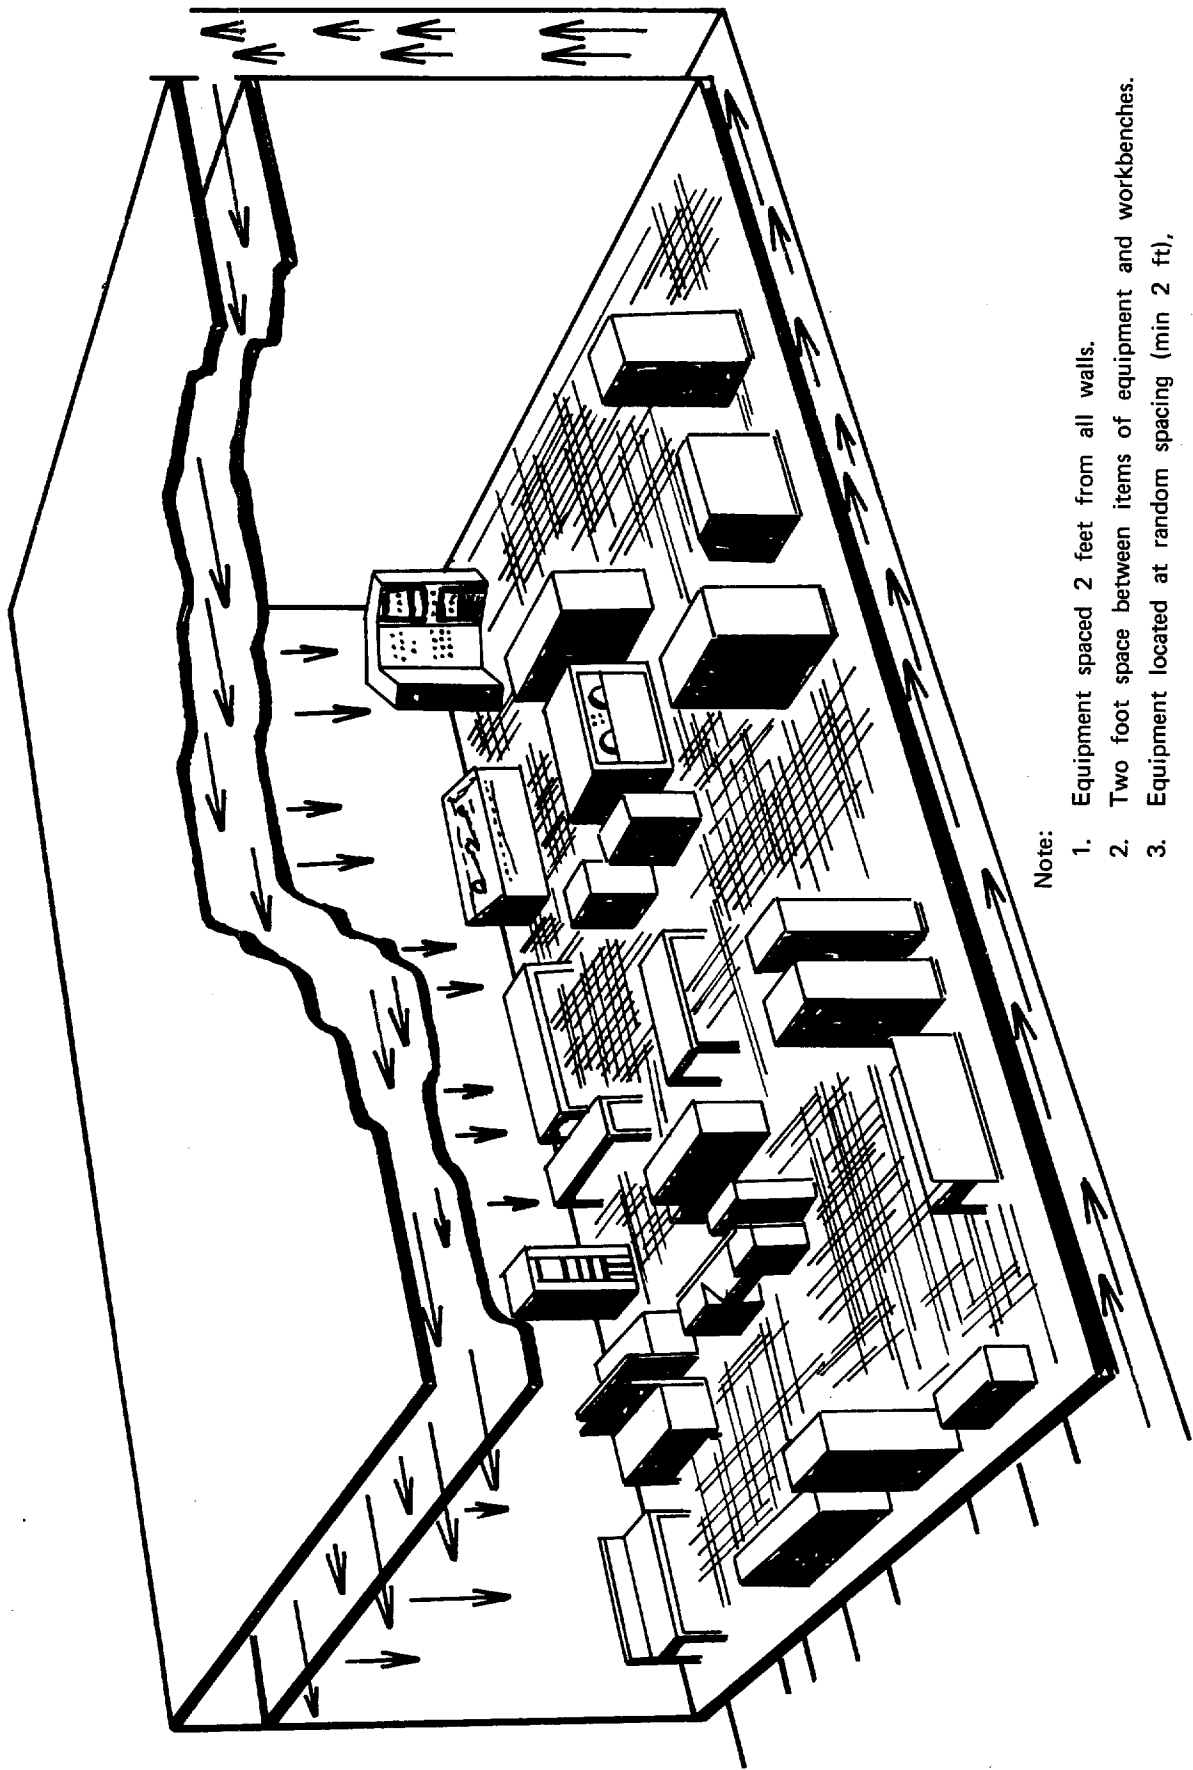 Note:
1. Equipment spaced 2 feet from all walls.
2. Two foot space between items of equipment and workbenches.
3. Equipment located at random spacing (min 2 ft),